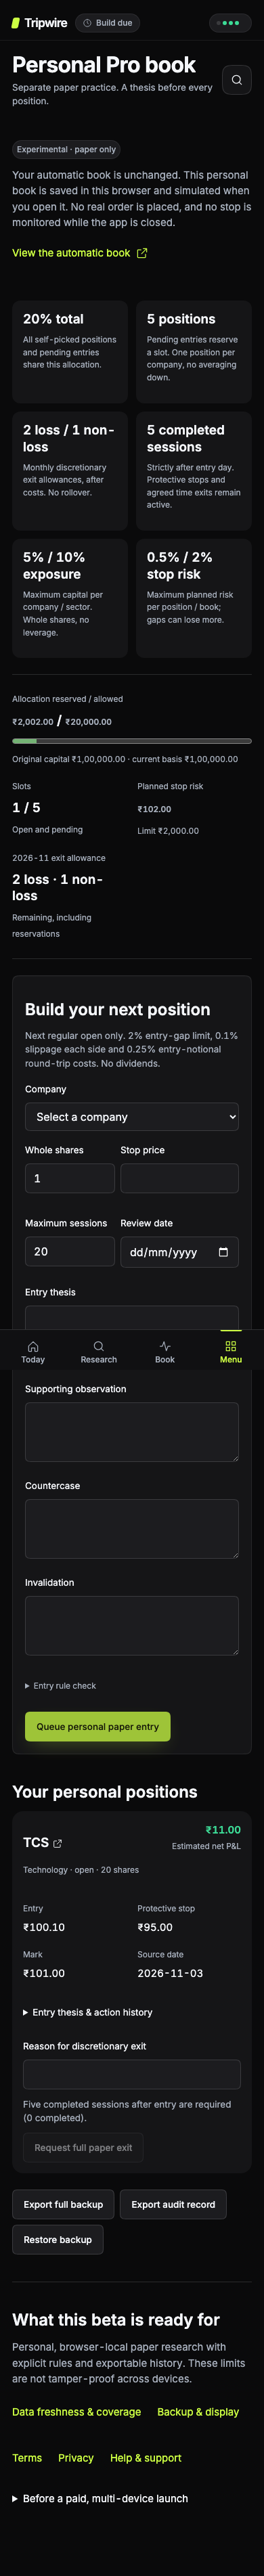 Tripwire
Build due
Personal Pro book
Separate paper practice. A thesis before every
position.
Experimental · paper only
Your automatic book is unchanged. This personal
book is saved in this browser and simulated when
you open it. No real order is placed, and no stop is
monitored while the app is closed.
View the automatic book
20% total
All self-picked positions
and pending entries
share this allocation.
5 positions
Pending entries reserve
a slot. One position per
company, no averaging
down.
2 loss / 1 non-
loss
Monthly discretionary
exit allowances, after
costs. No rollover.
5 completed
sessions
Strictly after entry day.
Protective stops and
agreed time exits remain
active.
5% / 10%
exposure
Maximum capital per
company / sector.
Whole shares, no
leverage.
0.5% / 2%
stop risk
Maximum planned risk
per position / book;
gaps can lose more.
Allocation reserved / allowed
₹2,002.00 / ₹20,000.00
Original capital ₹1,00,000.00 · current basis ₹1,00,000.00
Slots
1 / 5
Open and pending
Planned stop risk
₹102.00
Limit ₹2,000.00
2026-11 exit allowance
2 loss · 1 non-
loss
Remaining, including
reservations
Build your next position
Next regular open only. 2% entry-gap limit, 0.1%
slippage each side and 0.25% entry-notional
round-trip costs. No dividends.
Company
Select a company
Whole shares
Stop price
1
Maximum sessions
Review date
20
dd/mm/yyyy
Entry thesis
Today
Research
Book
Menu
Supporting observation
Countercase
Invalidation
Entry rule check
Queue personal paper entry
Your personal positions
TCS
₹11.00
Estimated net P&L
Technology · open · 20 shares
Entry
₹100.10
Protective stop
₹95.00
Mark
₹101.00
Source date
2026-11-03
Entry thesis & action history
Reason for discretionary exit
Five completed sessions after entry are required
(0 completed).
Request full paper exit
Export full backup
Export audit record
Restore backup
What this beta is ready for
Personal, browser-local paper research with
explicit rules and exportable history. These limits
are not tamper-proof across devices.
Data freshness & coverage
Backup & display
Terms
Privacy
Help & support
Before a paid, multi-device launch